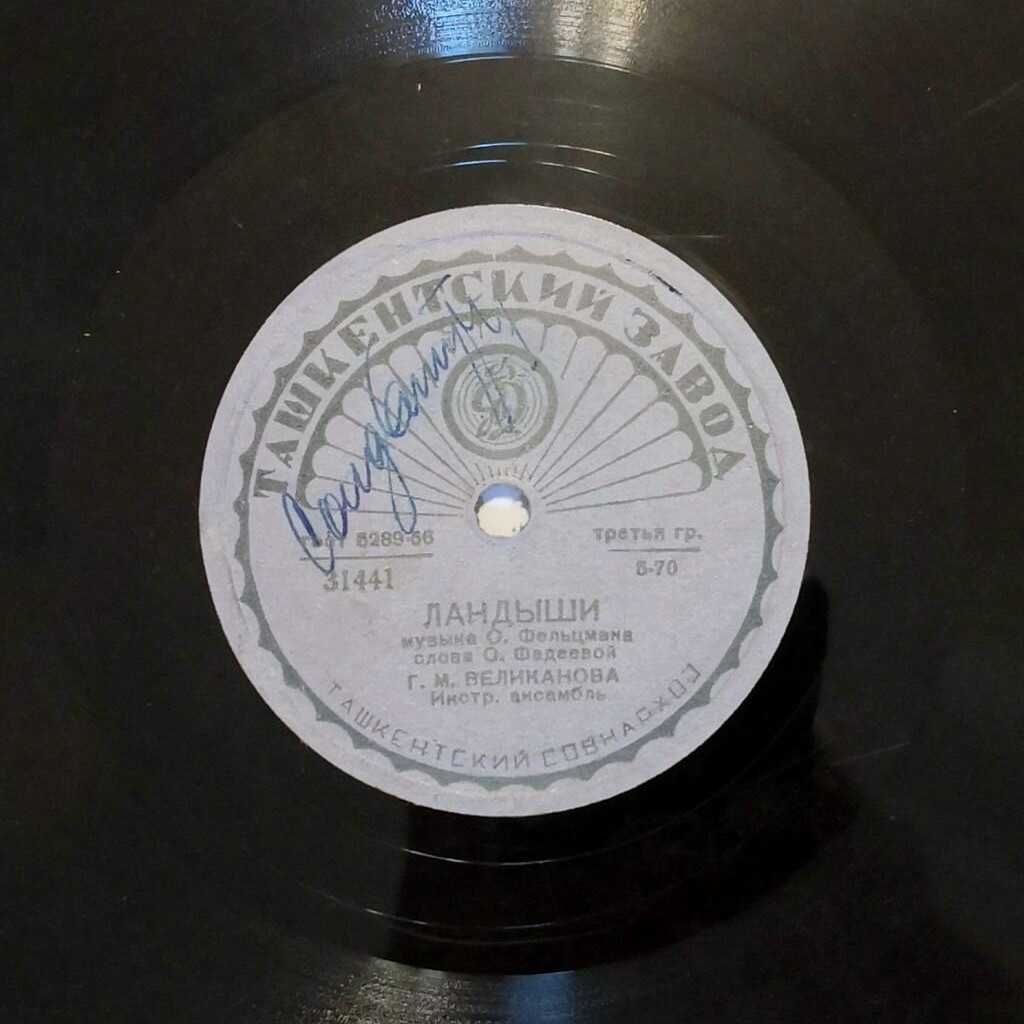 ТАШКЕНТСКИЙ ЗАВОД
ГОСТ 5289-56
третья гр.
31441
5-70
ЛАНДЫШИ
музыка О. Фельцмана
слова О. Фадеевой
Г. М. ВЕЛИКАНОВА
Инстр. ансамбль
ТАШКЕНТСКИЙ СОВНАРХОЗ